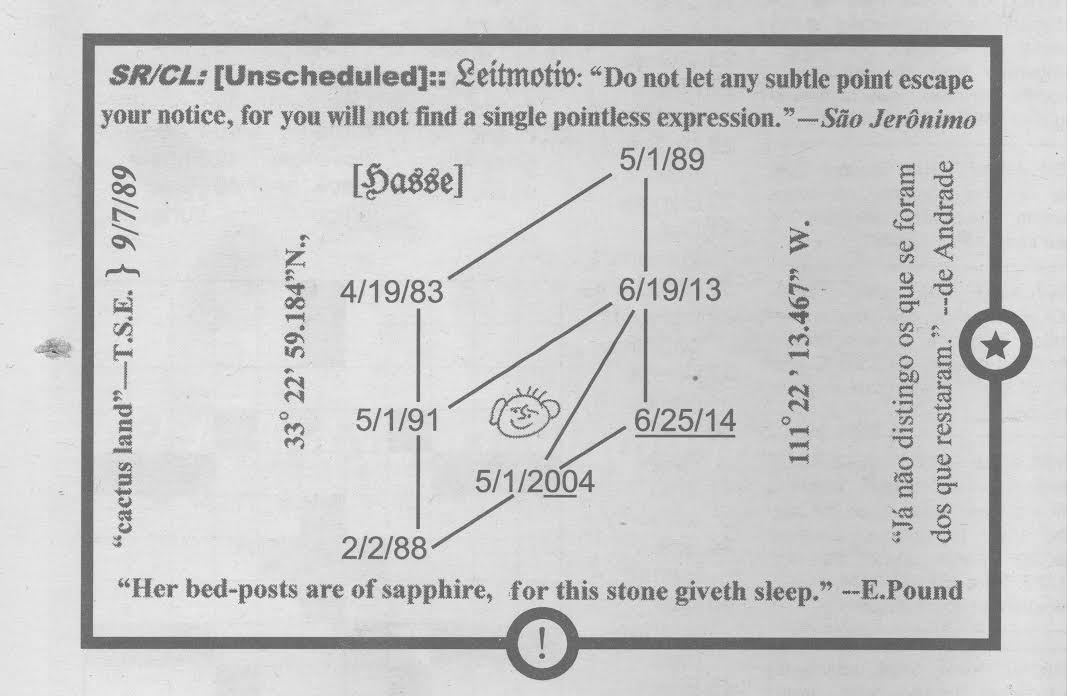 SR/CL: [Unscheduled]:: Leitmotiv: “Do not let any subtle point escape
your notice, for you will not find a single pointless expression.”—São Jerônimo
[Hasse]
5/1/89
4/19/83
6/19/13
5/1/91
6/25/14
5/1/2004
2/2/88
“cactus land”—T.S.E. } 9/7/89
33° 22’ 59.184”N.,
111° 22 ’ 13.467” W.
“Já não distingo os que se foram
dos que restaram.” --de Andrade
“Her bed-posts are of sapphire, for this stone giveth sleep.” --E.Pound
!